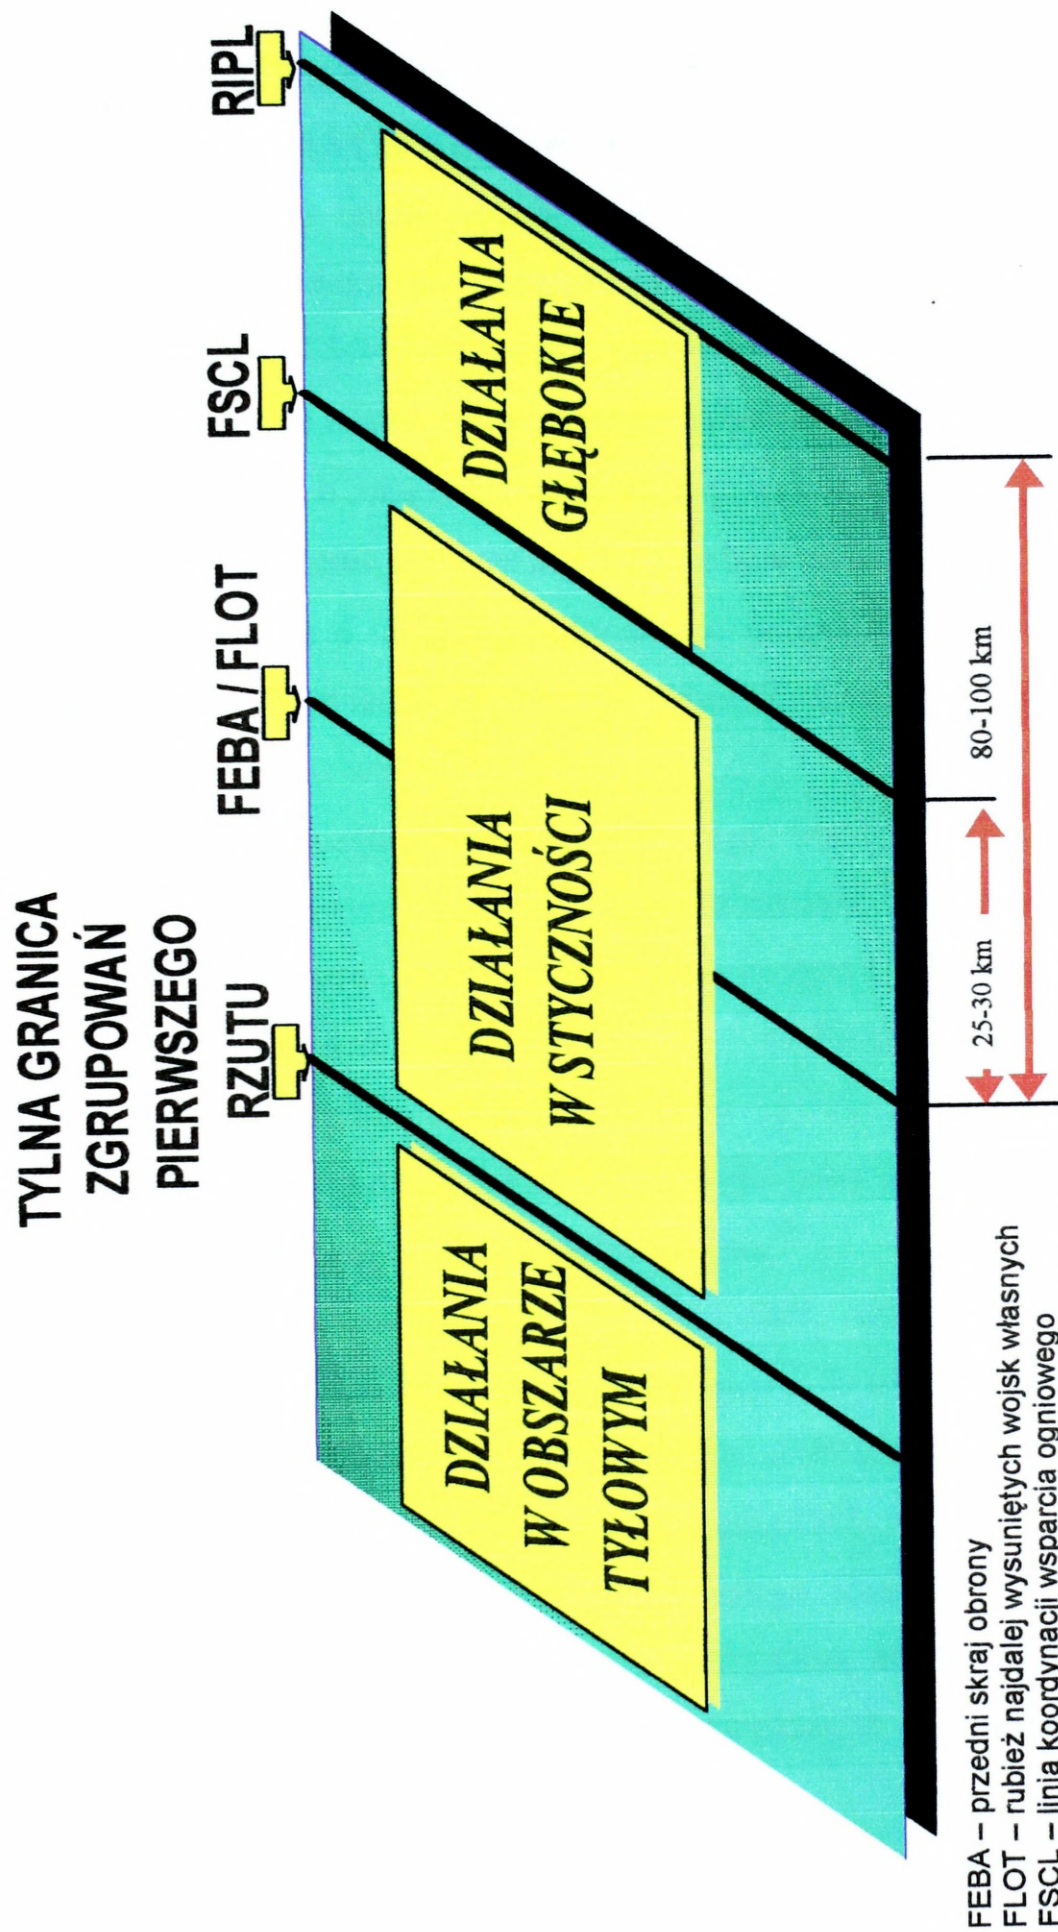 TYLNA GRANICA
ZGRUPOWAŃ
PIERWSZEGO
RZUTU
FEBA / FLOT
FSCL
RIPL
DZIAŁANIA
W OBSZARZE
TYŁOWYM
DZIAŁANIA
W STYCZNOŚCI
DZIAŁANIA
GŁĘBOKIE
25-30 km
80-100 km
FEBA – przedni skraj obrony
FLOT – rubież najdalej wysuniętych wojsk własnych
FSCL – linia koordynacji wsparcia ogniowego